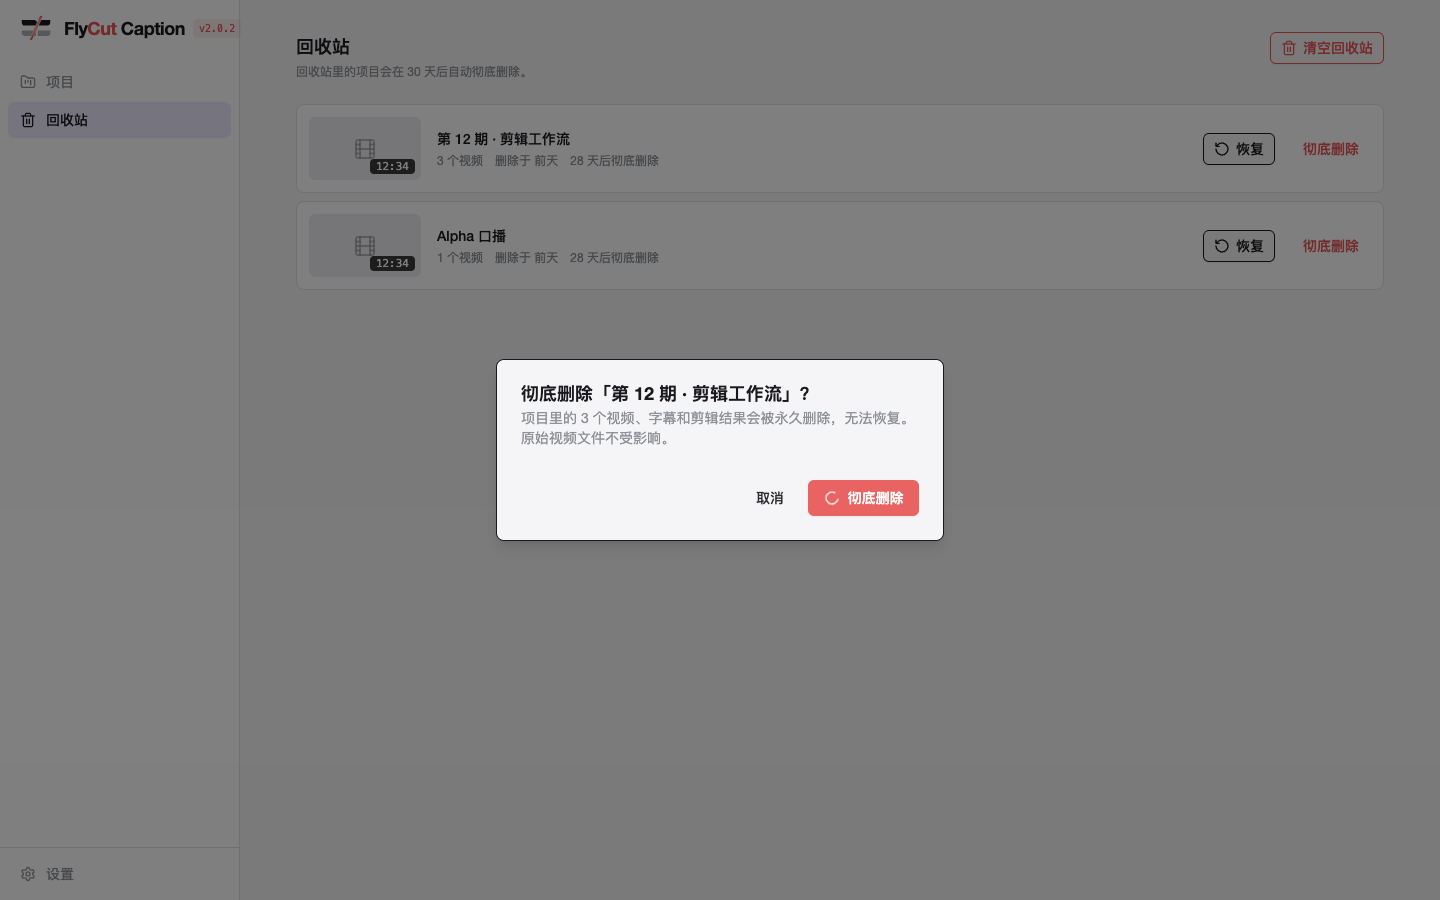 FlyCut Caption v2.0.2
项目
回收站
设置
回收站
回收站里的项目会在 30 天后自动彻底删除。
清空回收站
12:34
第 12 期 · 剪辑工作流
3 个视频 删除于 前天 28 天后彻底删除
恢复
彻底删除
12:34
Alpha 口播
1 个视频 删除于 前天 28 天后彻底删除
恢复
彻底删除
彻底删除「第 12 期 · 剪辑工作流」?
项目里的 3 个视频、字幕和剪辑结果会被永久删除，无法恢复。
原始视频文件不受影响。
取消
彻底删除